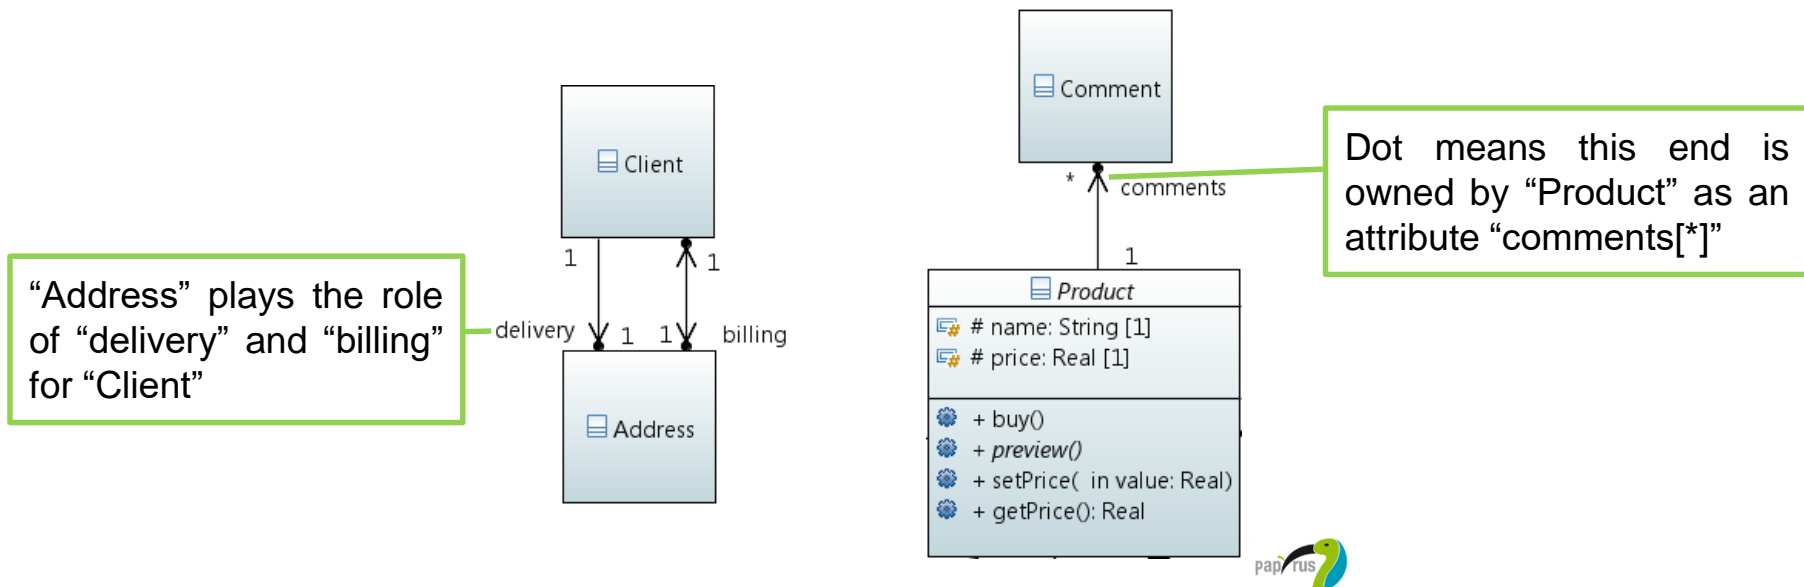 Client
1
1
delivery
1
1
billing
Address
“Address” plays the role
of “delivery” and “billing”
for “Client”
Comment
*
comments
1
Product
# name: String [1]
# price: Real [1]
+ buy()
+ preview()
+ setPrice( in value: Real)
+ getPrice(): Real
Dot means this end is
owned by “Product” as an
attribute “comments[*]”
papyrus